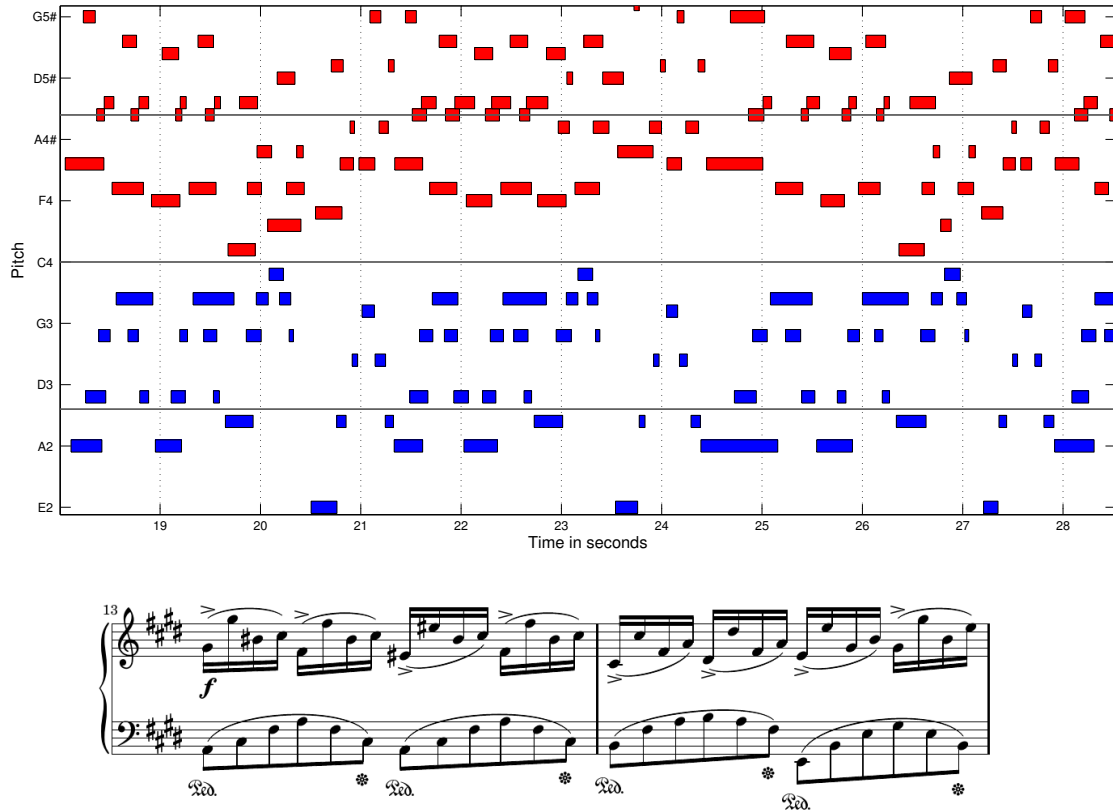 G5#
D5#
A4#
F4
C4
G3
D3
A2
E2
Pitch
19 20 21 22 23 24 25 26 27 28
Time in seconds
13
f
Ped. Ped. Ped. Ped.